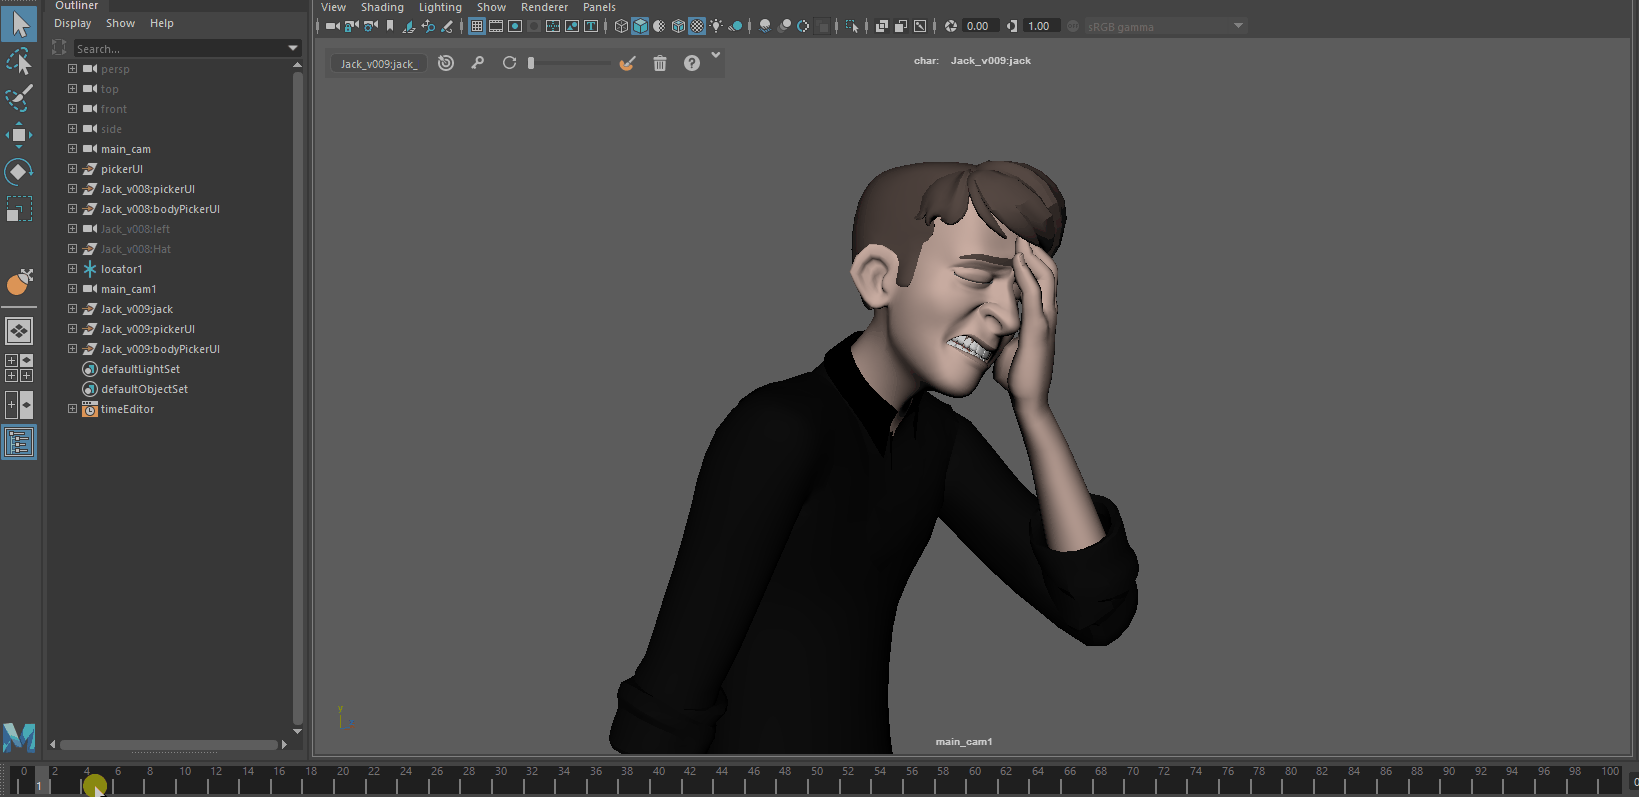 Outliner
Display Show Help
Search...
persp
top
front
side
main_cam
pickerUI
Jack_v008:pickerUI
Jack_v008:bodyPickerUI
Jack_v008:left
Jack_v008:Hat
locator1
main_cam1
Jack_v009:jack
Jack_v009:pickerUI
Jack_v009:bodyPickerUI
defaultLightSet
defaultObjectSet
timeEditor
View Shading Lighting Show Renderer Panels
0.00 1.00 sRGB gamma
Jack_v009:jack_
char: Jack_v009:jack
y
main_cam1
0 2 4 6 8 10 12 14 16 18 20 22 24 26 28 30 32 34 36 38 40 42 44 46 48 50 52 54 56 58 60 62 64 66 68 70 72 74 76 78 80 82 84 86 88 90 92 94 96 98 100
1